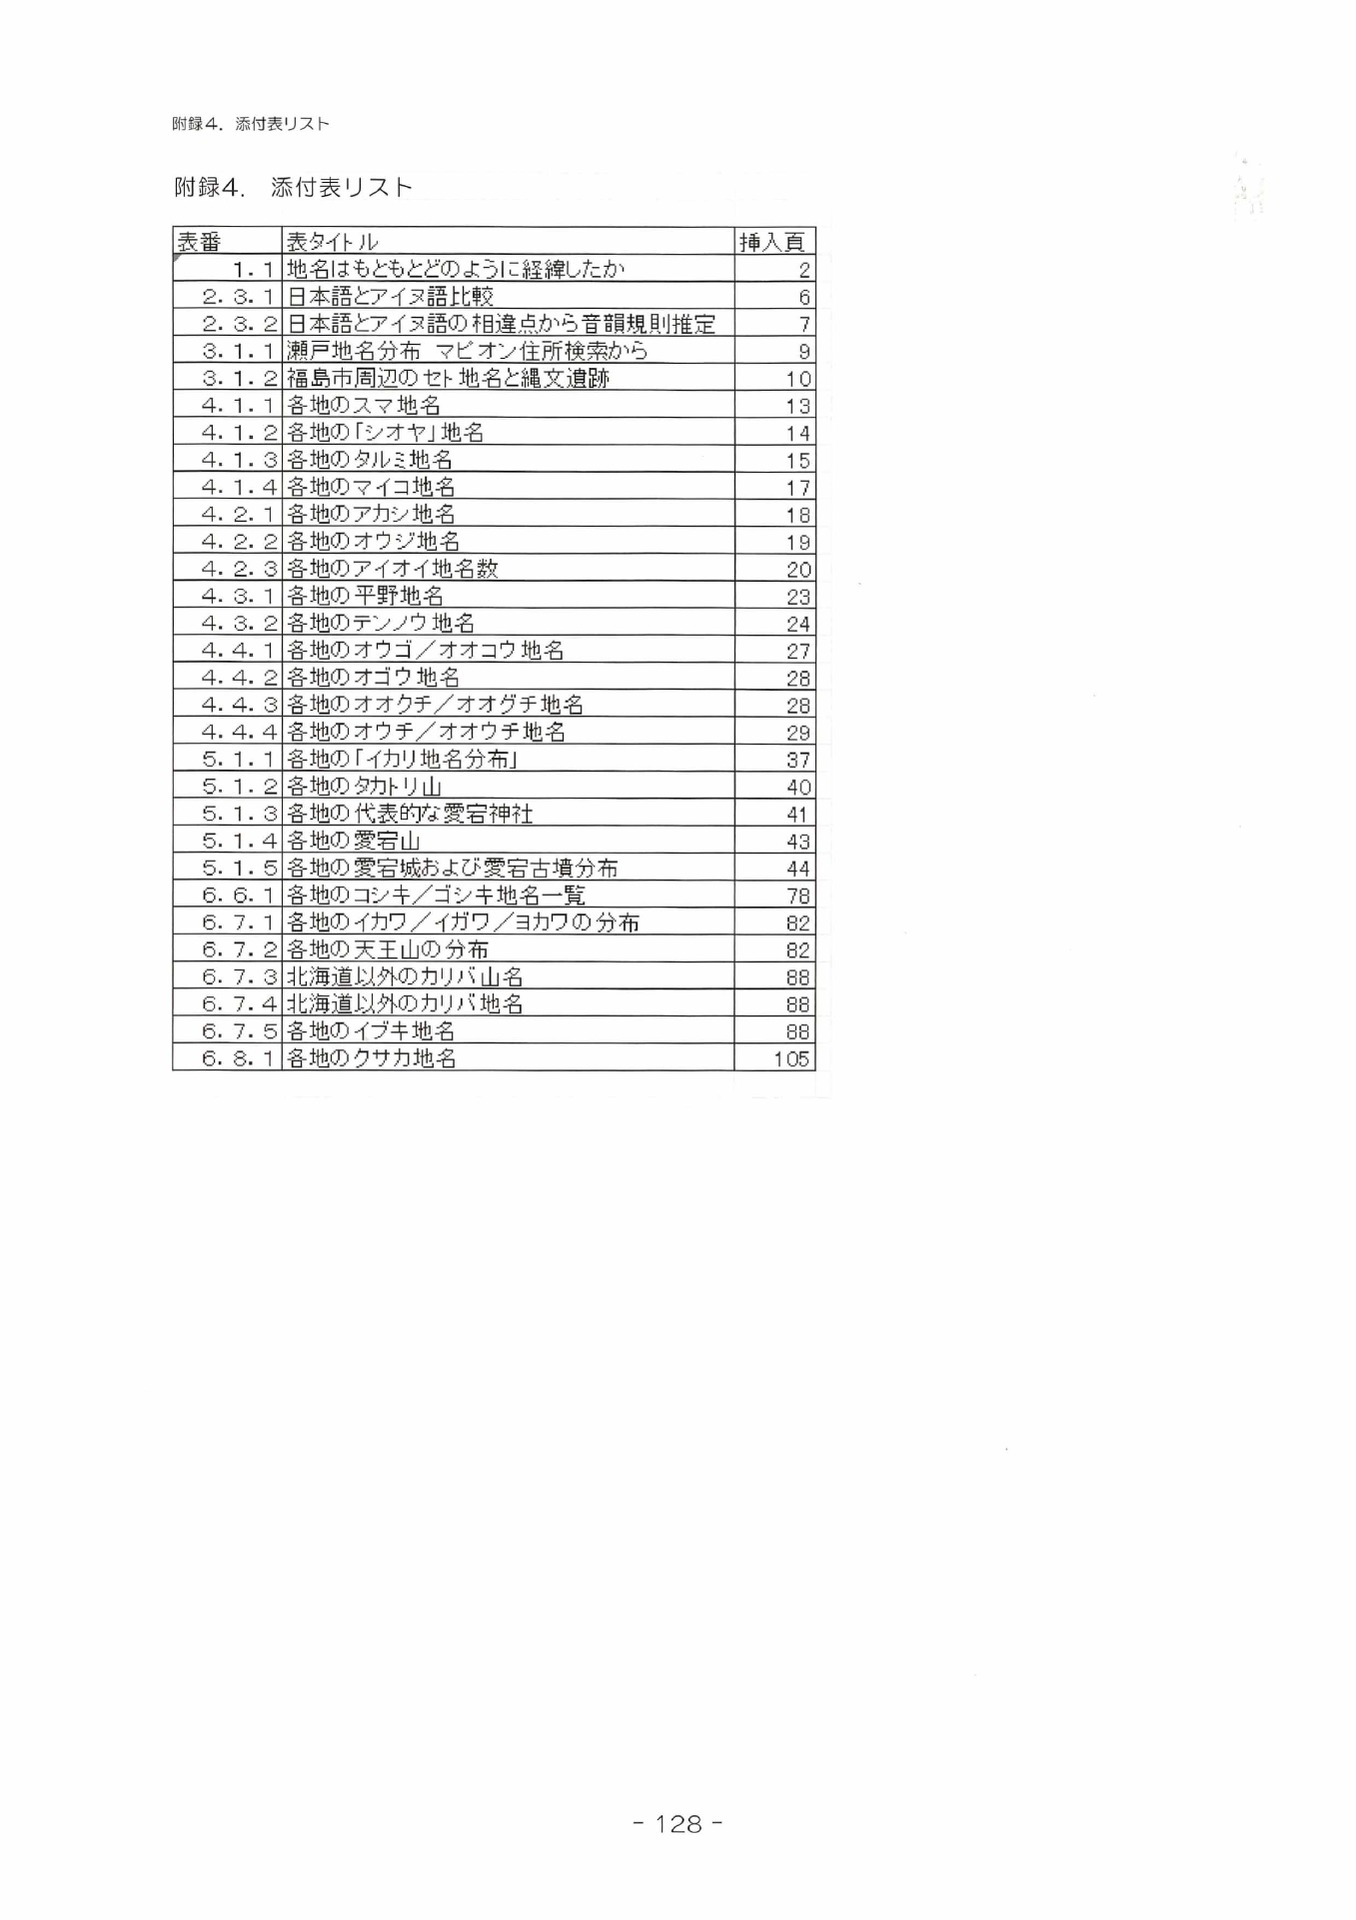 附録４．添付表リスト
附録４． 添付表リスト
表番 表タイトル 挿入頁
１．１ 地名はもともとどのように経緯したか 2
２．３．１ 日本語とアイヌ語比較 6
２．３．２ 日本語とアイヌ語の相違点から音韻規則推定 7
３．１．１ 瀬戸地名分布 マピオン住所検索から 9
３．１．２ 福島市周辺のセト地名と縄文遺跡 10
４．１．１ 各地のスマ地名 13
４．１．２ 各地の「シオヤ」地名 14
４．１．３ 各地のタルミ地名 15
４．１．４ 各地のマイコ地名 17
４．２．１ 各地のアカシ地名 18
４．２．２ 各地のオウジ地名 19
４．２．３ 各地のアイオイ地名数 20
４．３．１ 各地の平野地名 23
４．３．２ 各地のテンノウ地名 24
４．４．１ 各地のオウゴ／オオコウ地名 27
４．４．２ 各地のオゴウ地名 28
４．４．３ 各地のオオクチ／オオグチ地名 28
４．４．４ 各地のオウチ／オオウチ地名 29
５．１．１ 各地の「イカリ地名分布」 37
５．１．２ 各地のタカトリ山 40
５．１．３ 各地の代表的な愛宕神社 41
５．１．４ 各地の愛宕山 43
５．１．５ 各地の愛宕城および愛宕古墳分布 44
６．６．１ 各地のコシキ／ゴシキ地名一覧 78
６．７．１ 各地のイカワ／イガワ／ヨカワの分布 82
６．７．２ 各地の天王山の分布 82
６．７．３ 北海道以外のカリバ山名 88
６．７．４ 北海道以外のカリバ地名 88
６．７．５ 各地のイブキ地名 88
６．８．１ 各地のクサカ地名 105
- 128 -